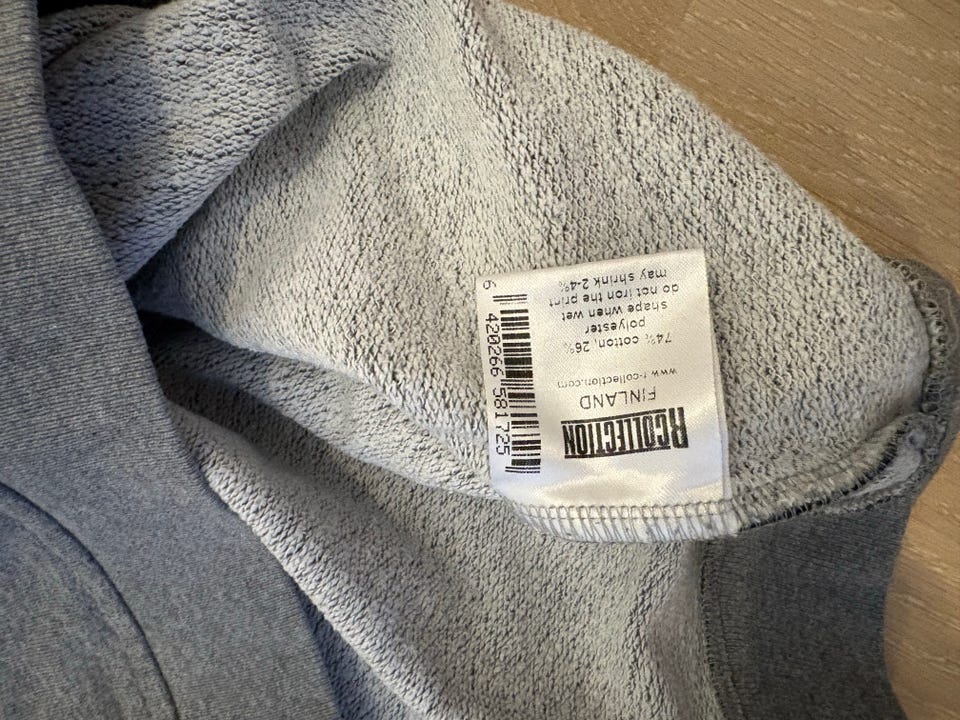 RCOLLECTION
FINLAND
www.r-collection.com
74% cotton, 26%
polyester
shape when wet
do not iron the print
may shrink 2-4%
6 420266 581725